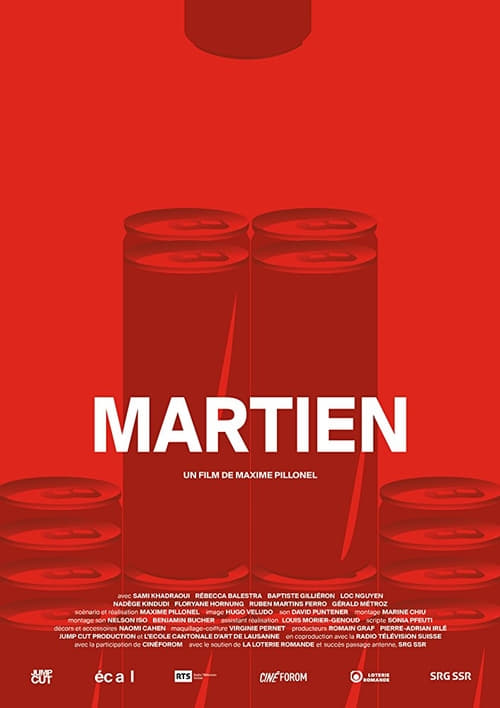 MARTIEN
UN FILM DE MAXIME PILLONEL
avec SAMI KHADRAOUI RÉBECCA BALESTRA BAPTISTE GILLIÉRON LOC NGUYEN
NADÈGE KINDUDI FLORYANE HORNUNG RUBEN MARTINS FERRO GÉRALD MÉTROZ
scénario et réalisation MAXIME PILLONEL image HUGO VELUDO son DAVID PUNTENER montage MARINE CHIU
montage son NELSON ISO BENJAMIN BUCHER assistant réalisation LOUIS MORIER-GENOUD scripte SONIA PFEUTI
décors et accessoires NAOMI CAHEN maquillage-coiffure VIRGINIE PERNET producteurs ROMAIN GRAF PIERRE-ADRIAN IRLÉ
JUMP CUT PRODUCTION et L'ECOLE CANTONALE D'ART DE LAUSANNE en coproduction avec la RADIO TÉLÉVISION SUISSE
avec la participation de CINÉFOROM avec le soutien de LA LOTERIE ROMANDE et succès passage antenne, SRG SSR
JUMP CUT
écal
RTS Radio Télévision Suisse
CINÉFOROM
LOTERIE ROMANDE
SRG SSR